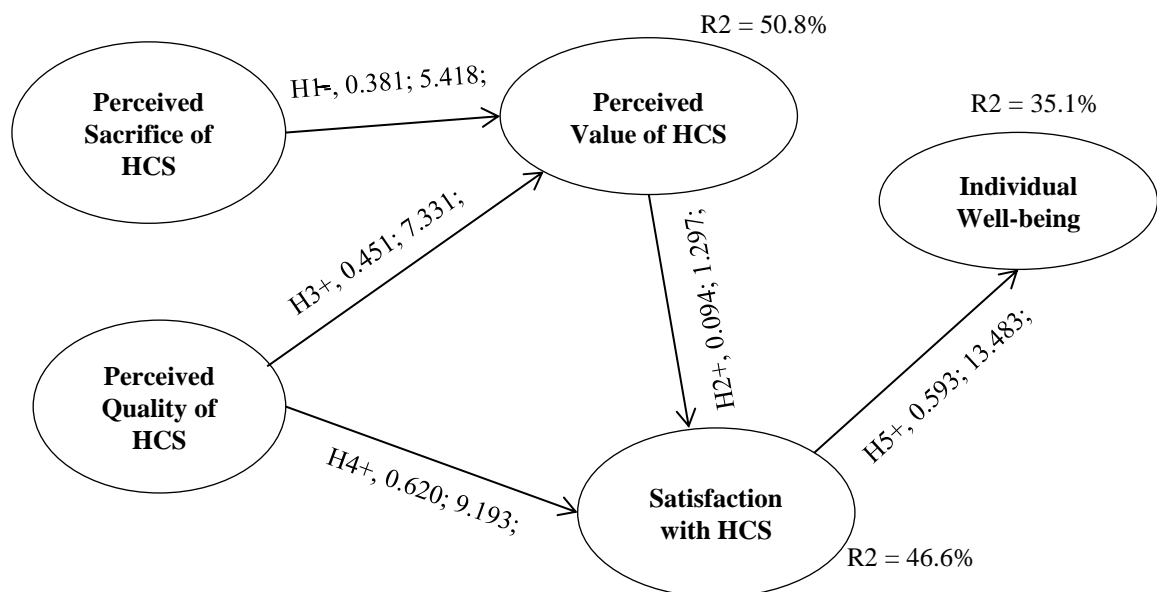 R2 = 50.8%
H1-, 0.381; 5.418;
Perceived
Sacrifice of
HCS
Perceived
Value of HCS
R2 = 35.1%
Individual
Well-being
H3+, 0.451; 7.331;
H2+, 0.094; 1.297;
Perceived
Quality of
HCS
H4+, 0.620; 9.193;
H5+, 0.593; 13.483;
Satisfaction
with HCS
R2 = 46.6%